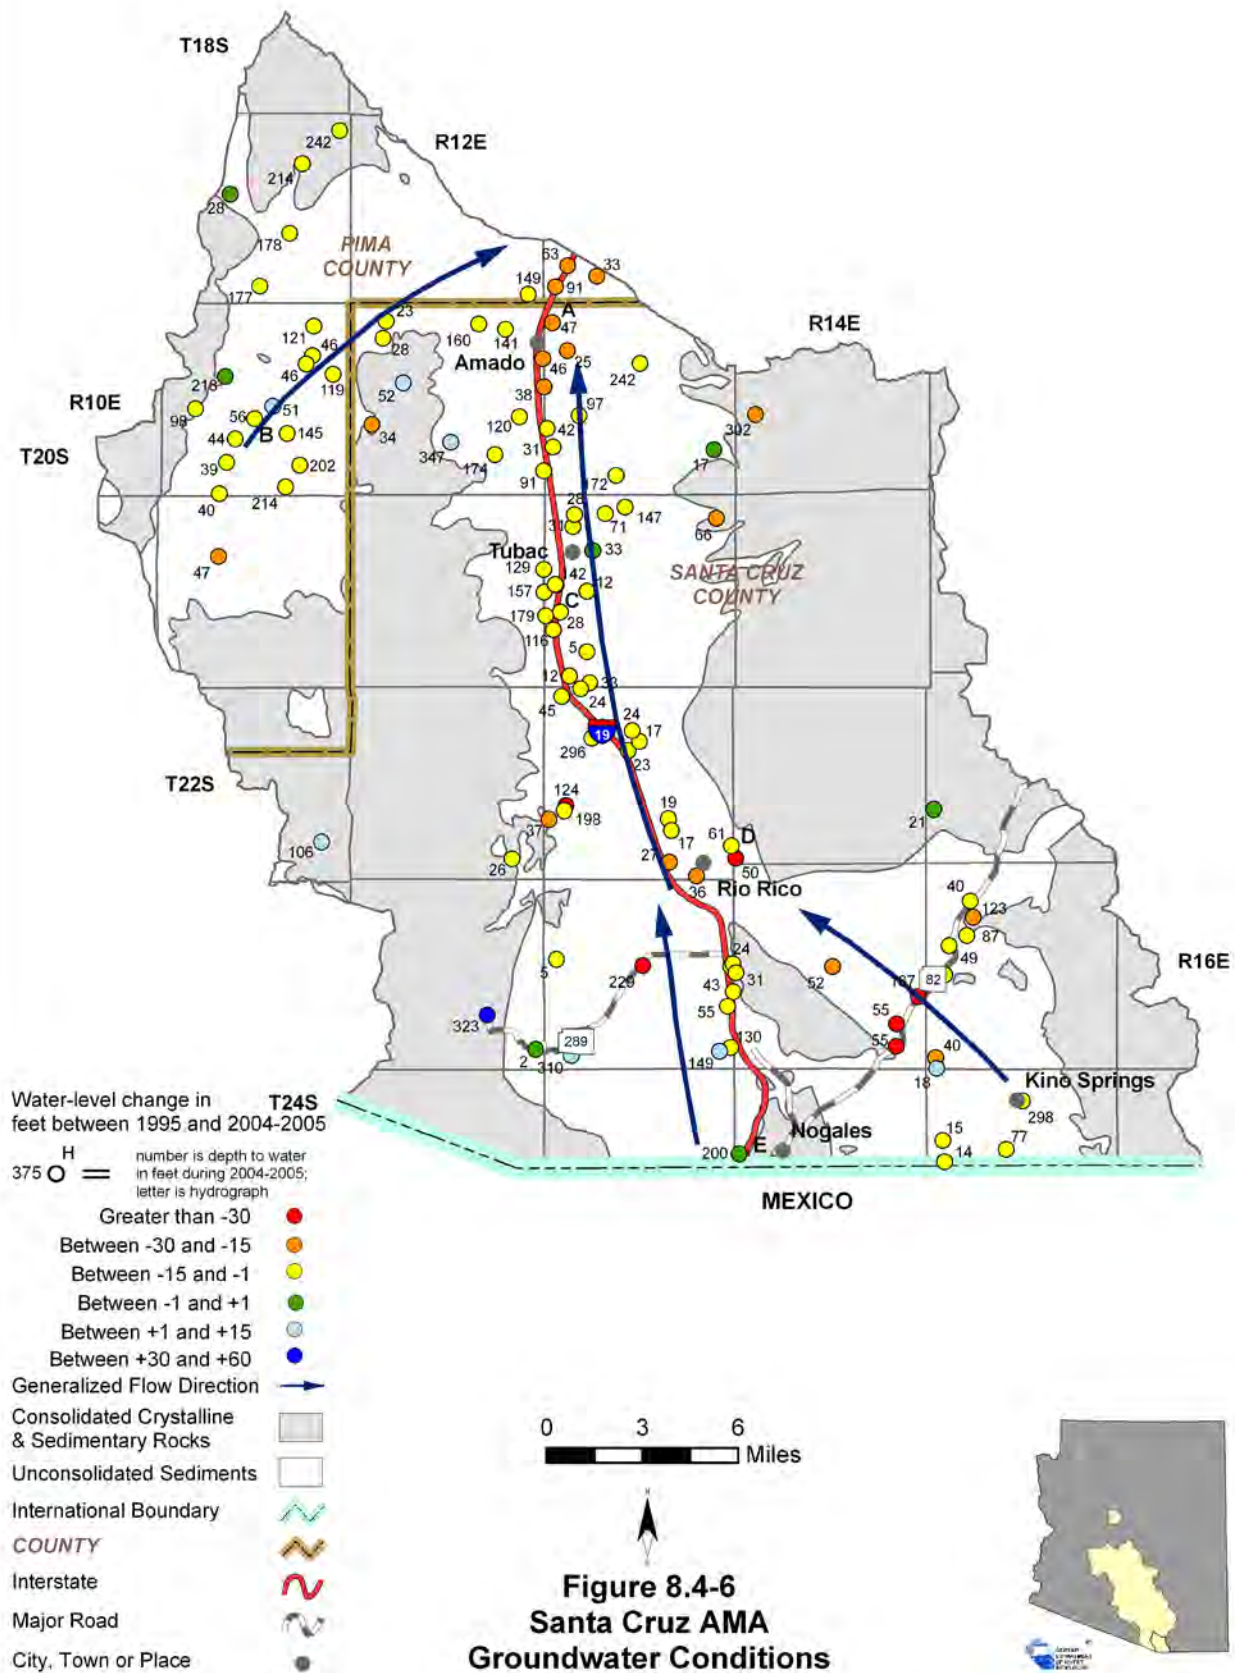 T18S
R12E
242
214
28
178
PIMA
COUNTY
177
63
33
149
91
A
23
121
46
28
160
141
47
R14E
Amado
46
25
46
119
218
52
38
242
R10E
98
56
51
B
34
97
302
44
145
120
42
T20S
347
31
17
39
202
174
91
172
40
214
28
147
71
66
31
Tubac
33
47
129
142
12
SANTA CRUZ
COUNTY
157
C
179
28
116
5
12
33
45
24
24
19
17
296
23
T22S
124
19
198
37
21
17
61
D
106
27
26
50
36
Rio Rico
40
123
87
49
24
5
R16E
229
31
52
167
82
43
55
55
323
130
55
289
40
2
310
149
18
Kino Springs
298
T24S
15
77
Nogales
200
E
14
MEXICO
Water-level change in
feet between 1995 and 2004-2005
375
H
number is depth to water
in feet during 2004-2005;
letter is hydrograph
Greater than -30
Between -30 and -15
Between -15 and -1
Between -1 and +1
Between +1 and +15
Between +30 and +60
Generalized Flow Direction
Consolidated Crystalline
& Sedimentary Rocks
Unconsolidated Sediments
International Boundary
COUNTY
Interstate
Major Road
City, Town or Place
0 3 6
Miles
Figure 8.4-6
Santa Cruz AMA
Groundwater Conditions